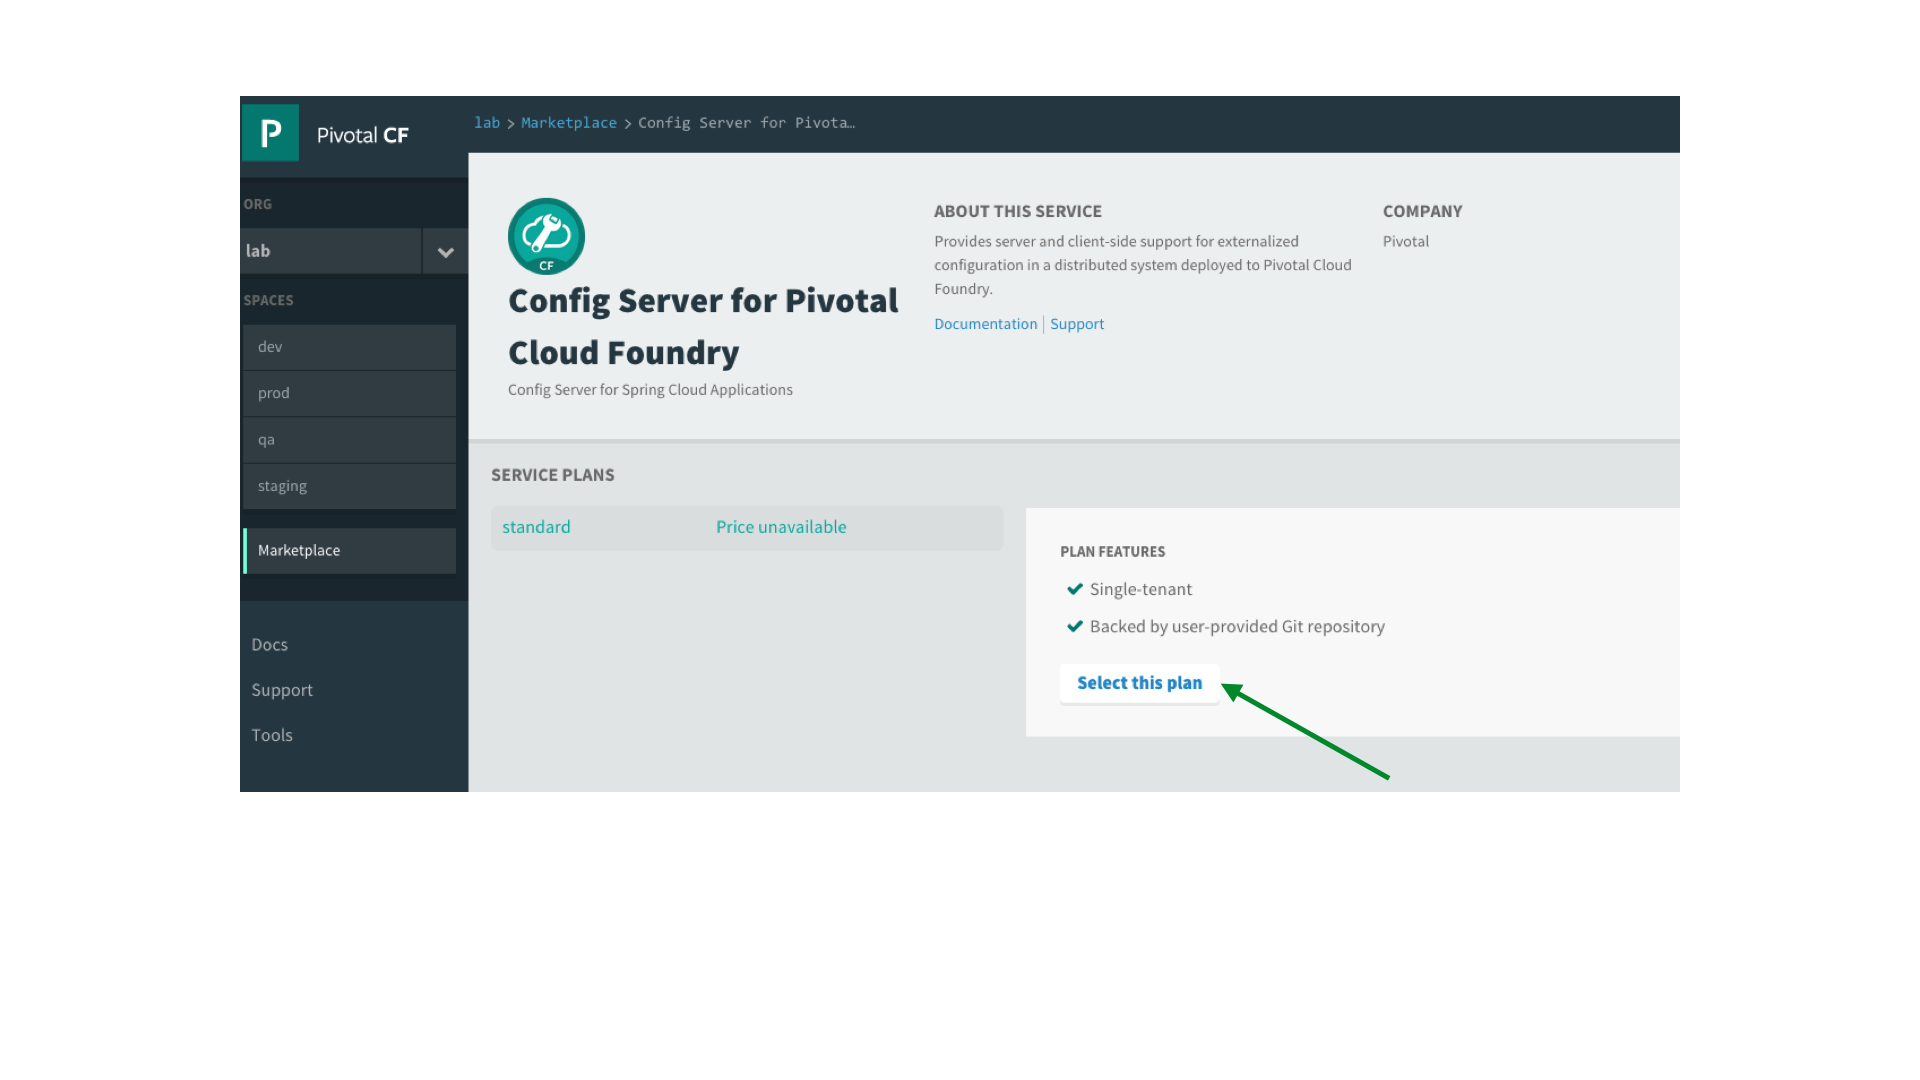 P
Pivotal CF
lab > Marketplace > Config Server for Pivota…
ORG
lab
SPACES
dev
prod
qa
staging
Marketplace
Docs
Support
Tools
CF
Config Server for Pivotal
Cloud Foundry
Config Server for Spring Cloud Applications
ABOUT THIS SERVICE
Provides server and client-side support for externalized
configuration in a distributed system deployed to Pivotal Cloud
Foundry.
Documentation | Support
COMPANY
Pivotal
SERVICE PLANS
standard Price unavailable
PLAN FEATURES
Single-tenant
Backed by user-provided Git repository
Select this plan